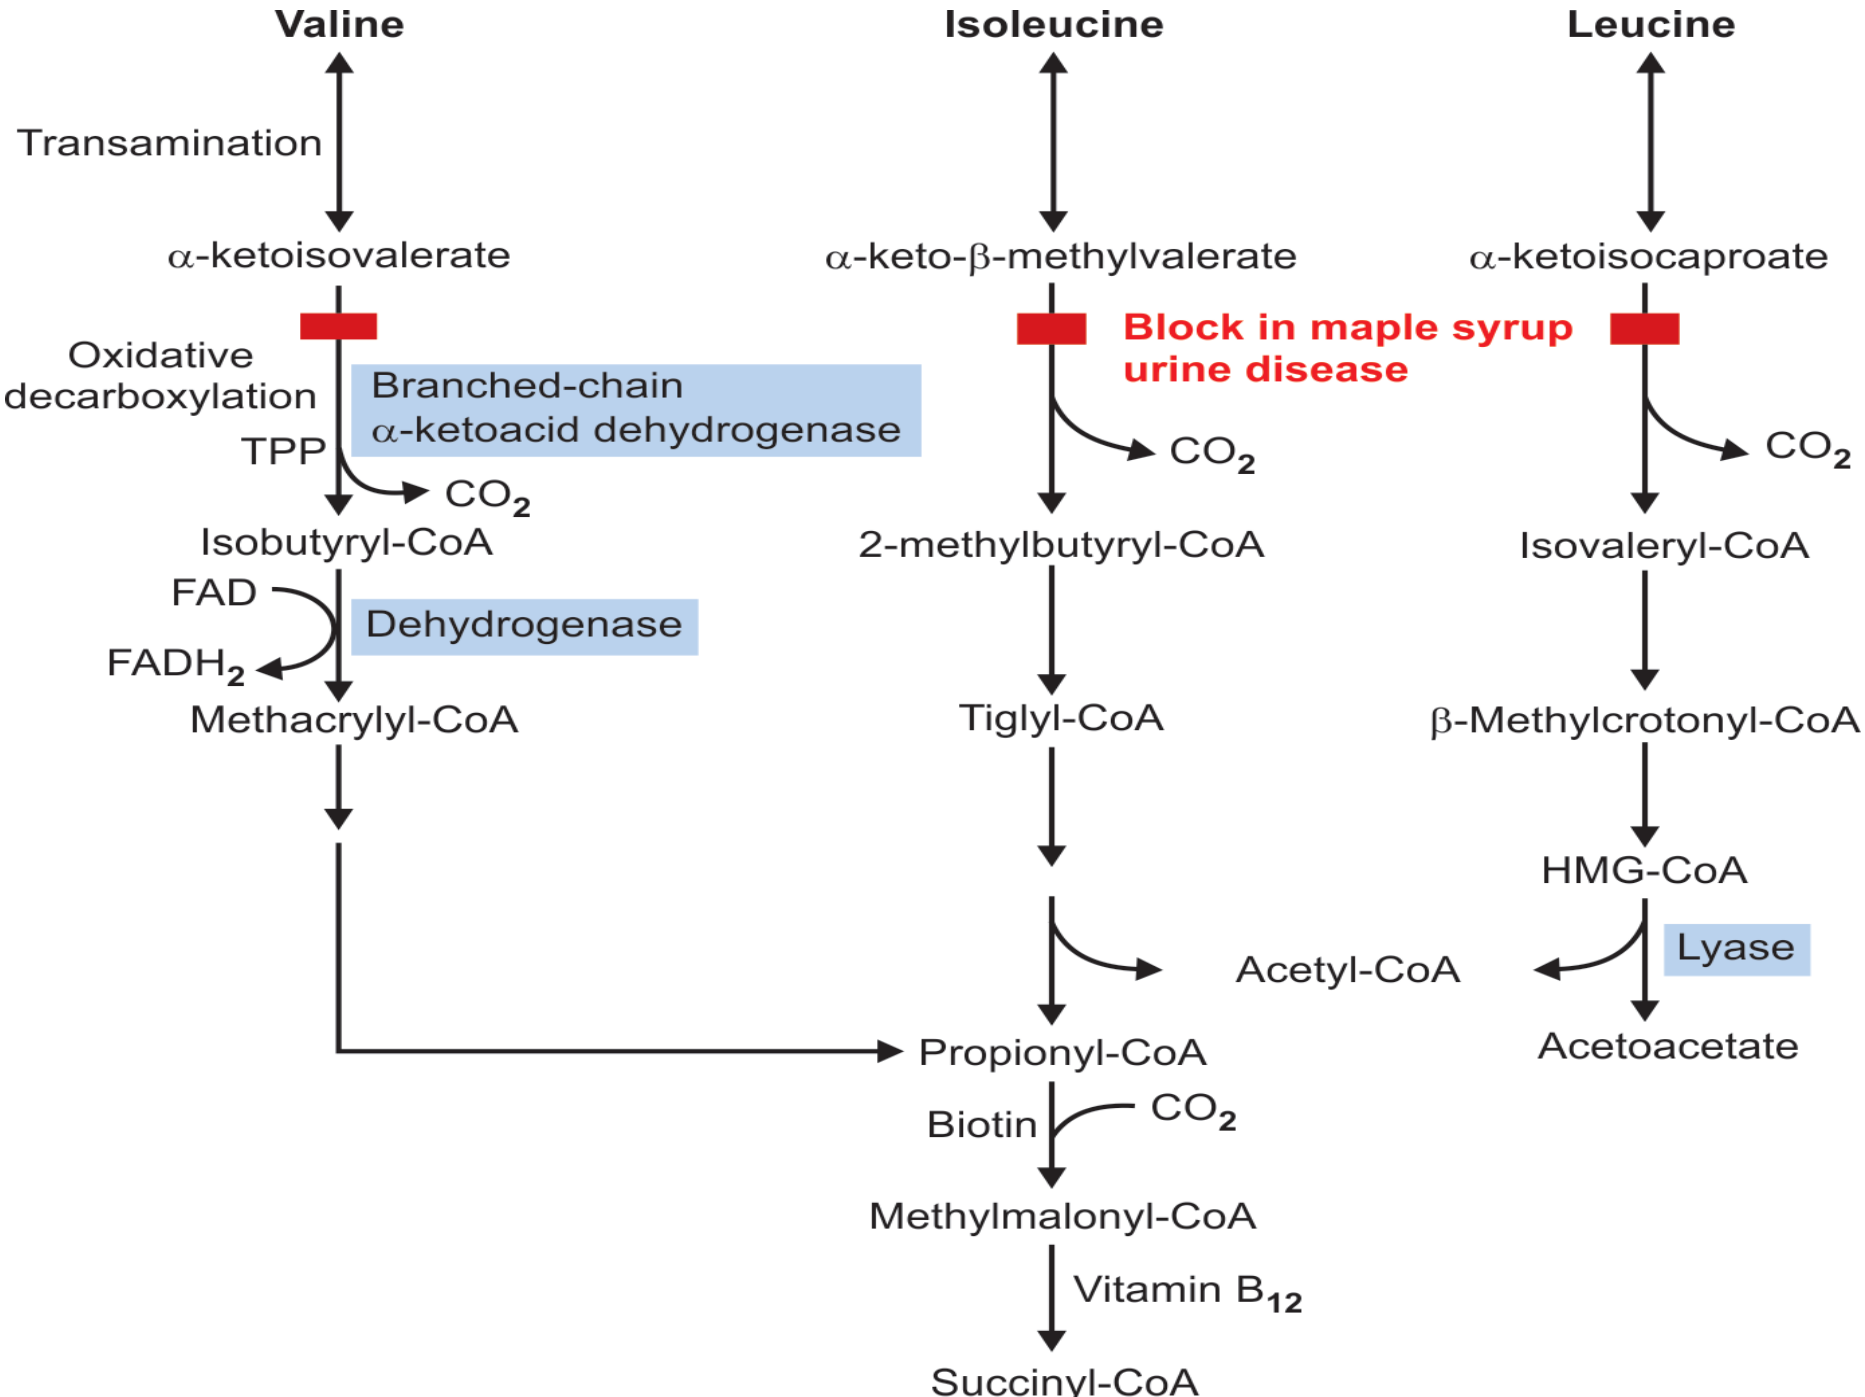 Valine
Isoleucine
Leucine
Transamination
α-ketoisovalerate
α-keto-β-methylvalerate
α-ketoisocaproate
Block in maple syrup
urine disease
Oxidative
decarboxylation
Branched-chain
α-ketoacid dehydrogenase
TPP
CO₂
CO₂
CO₂
Isobutyryl-CoA
2-methylbutyryl-CoA
Isovaleryl-CoA
FAD
Dehydrogenase
FADH₂
Methacrylyl-CoA
Tiglyl-CoA
β-Methylcrotonyl-CoA
HMG-CoA
Lyase
Acetyl-CoA
Acetoacetate
Propionyl-CoA
Biotin
CO₂
Methylmalonyl-CoA
Vitamin B₁₂
Succinyl-CoA